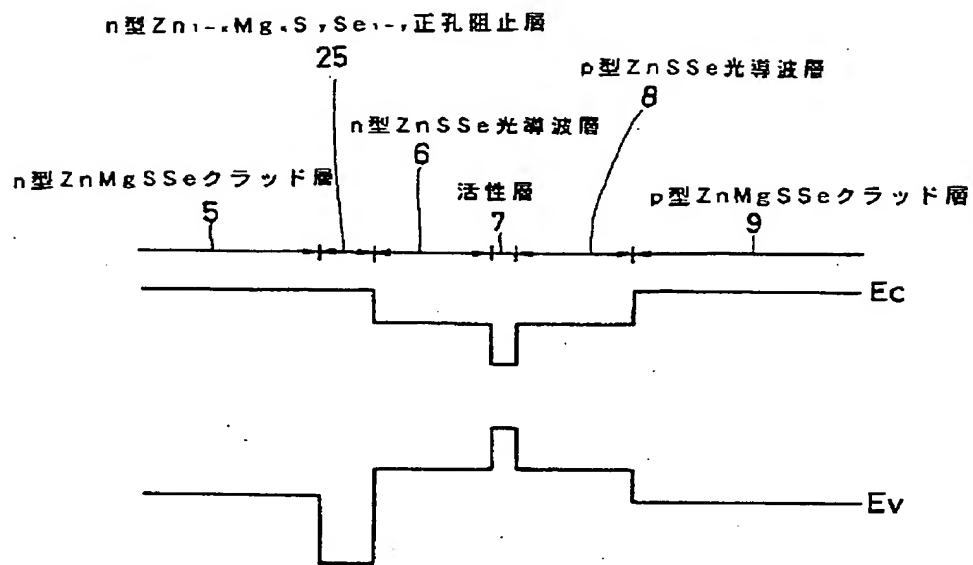 n型Zn₁₋ₓMgₓSᵧSe₁₋ᵧ正孔阻止層
25
p型ZnSSe光導波層
8
n型ZnSSe光導波層
6
n型ZnMgSSeクラッド層
5
活性層
7
p型ZnMgSSeクラッド層
9
Ec
Ev